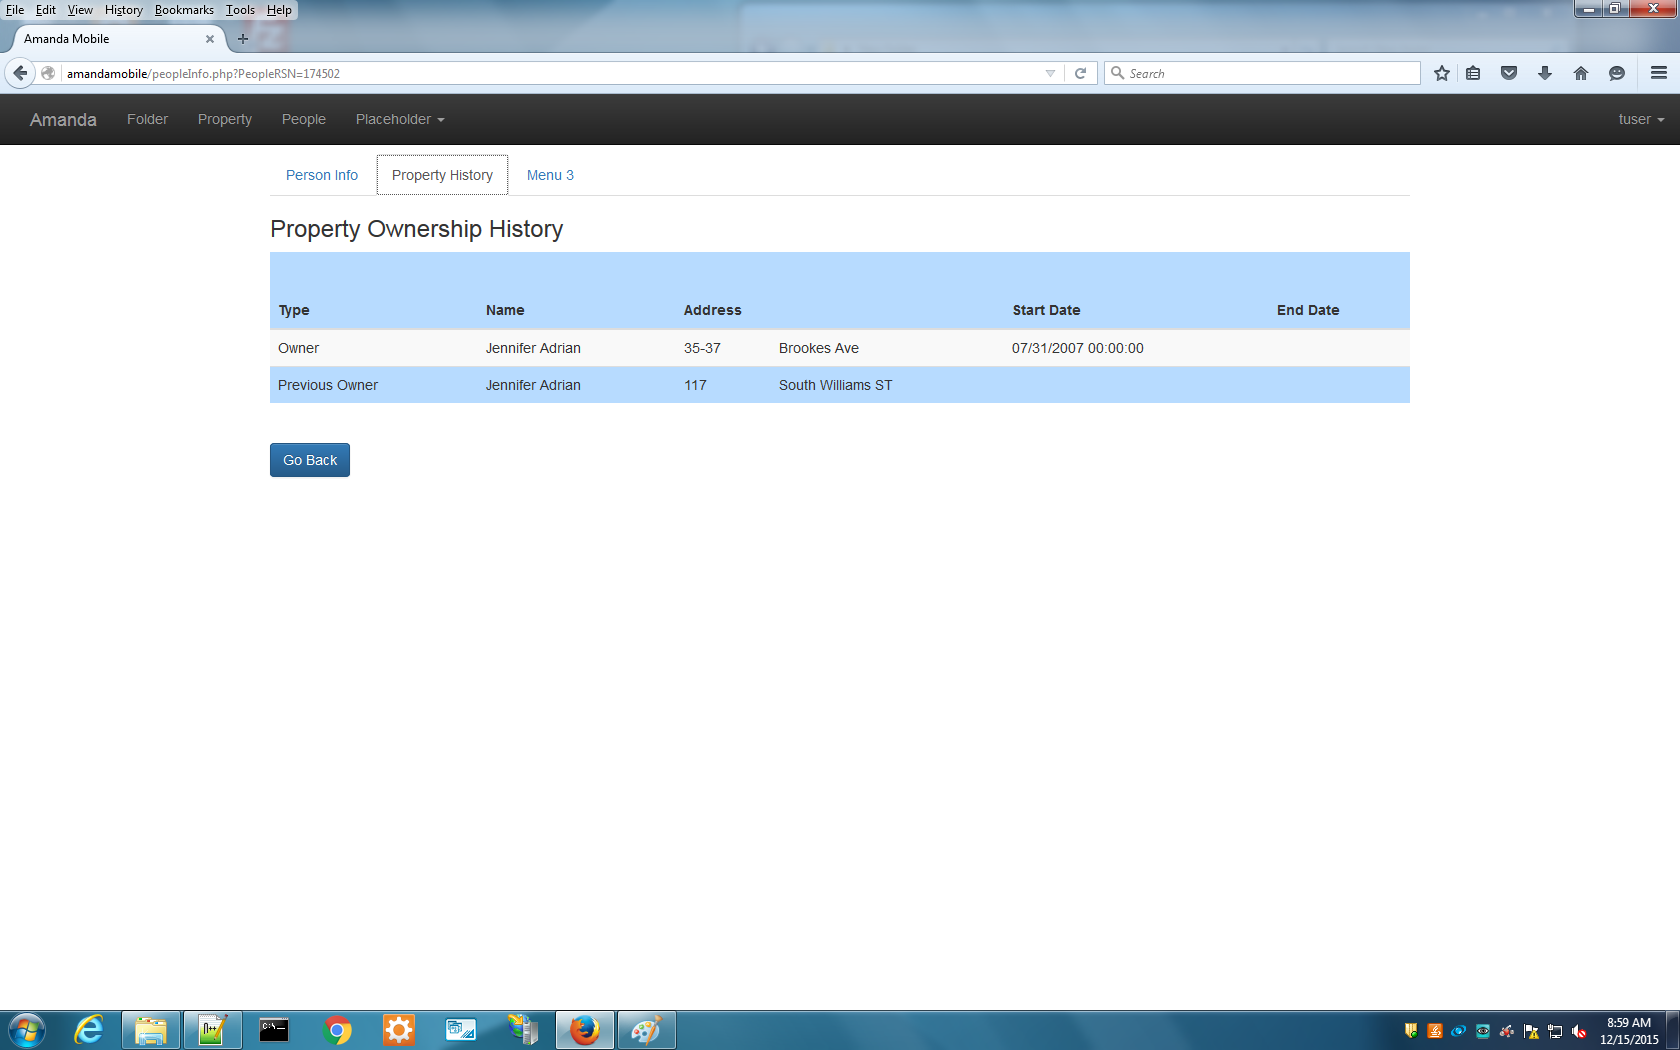 File Edit View History Bookmarks Tools Help
Amanda Mobile
amandamobile/peopleInfo.php?PeopleRSN=174502
Search
Amanda Folder Property People Placeholder tuser
Person Info Property History Menu 3
Property Ownership History
Type Name Address Start Date End Date
Owner Jennifer Adrian 35-37 Brookes Ave 07/31/2007 00:00:00
Previous Owner Jennifer Adrian 117 South Williams ST
Go Back
8:59 AM
12/15/2015